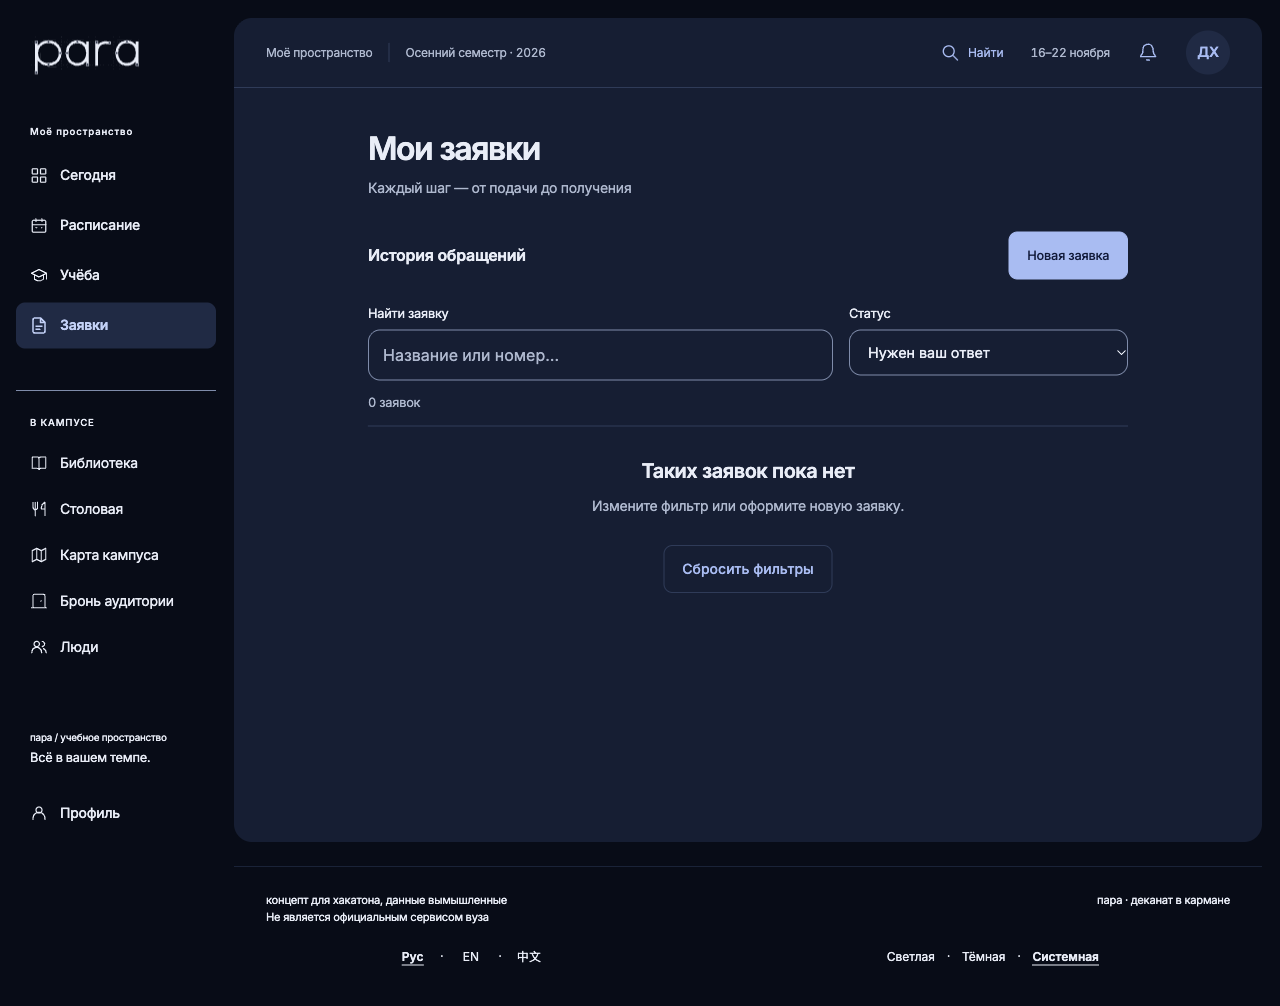 para
Моё пространство
Сегодня
Расписание
Учёба
Заявки
В КАМПУСЕ
Библиотека
Столовая
Карта кампуса
Бронь аудитории
Люди
пара / учебное пространство
Всё в вашем темпе.
Профиль
Моё пространство
Осенний семестр · 2026
Найти
16–22 ноября
ДХ
Мои заявки
Каждый шаг — от подачи до получения
История обращений
Новая заявка
Найти заявку
Статус
Название или номер...
Нужен ваш ответ
0 заявок
Таких заявок пока нет
Измените фильтр или оформите новую заявку.
Сбросить фильтры
концепт для хакатона, данные вымышленные
Не является официальным сервисом вуза
пара · деканат в кармане
Рус · EN · 中文
Светлая · Тёмная · Системная